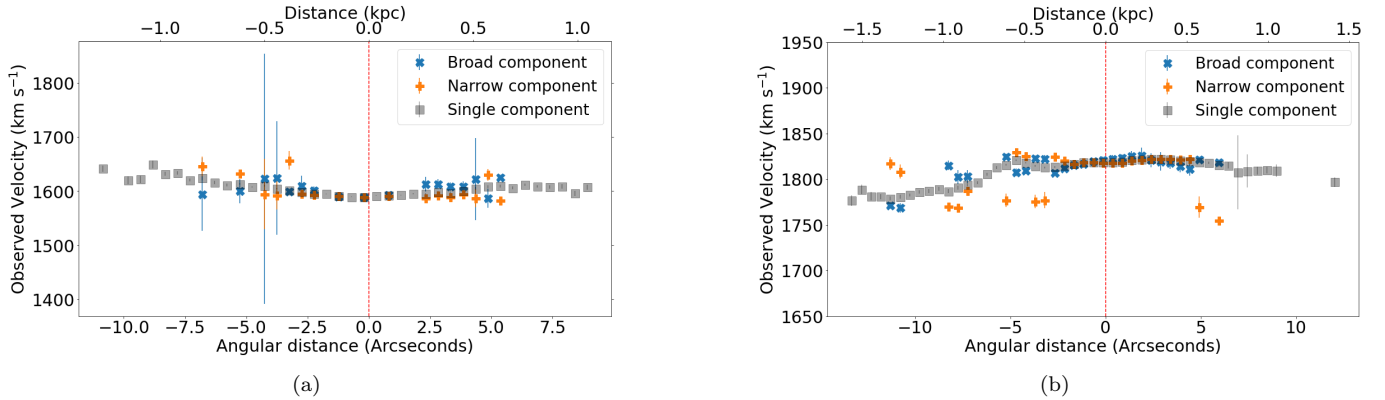 Distance (kpc)
−1.0 −0.5 0.0 0.5 1.0
Observed Velocity (km s⁻¹)
1800
1700
1600
1500
1400
Broad component
Narrow component
Single component
−10.0 −7.5 −5.0 −2.5 0.0 2.5 5.0 7.5
Angular distance (Arcseconds)
(a)
Distance (kpc)
−1.5 −1.0 −0.5 0.0 0.5 1.0 1.5
Observed Velocity (km s⁻¹)
1950
1900
1850
1800
1750
1700
1650
Broad component
Narrow component
Single component
−10 −5 0 5 10
Angular distance (Arcseconds)
(b)